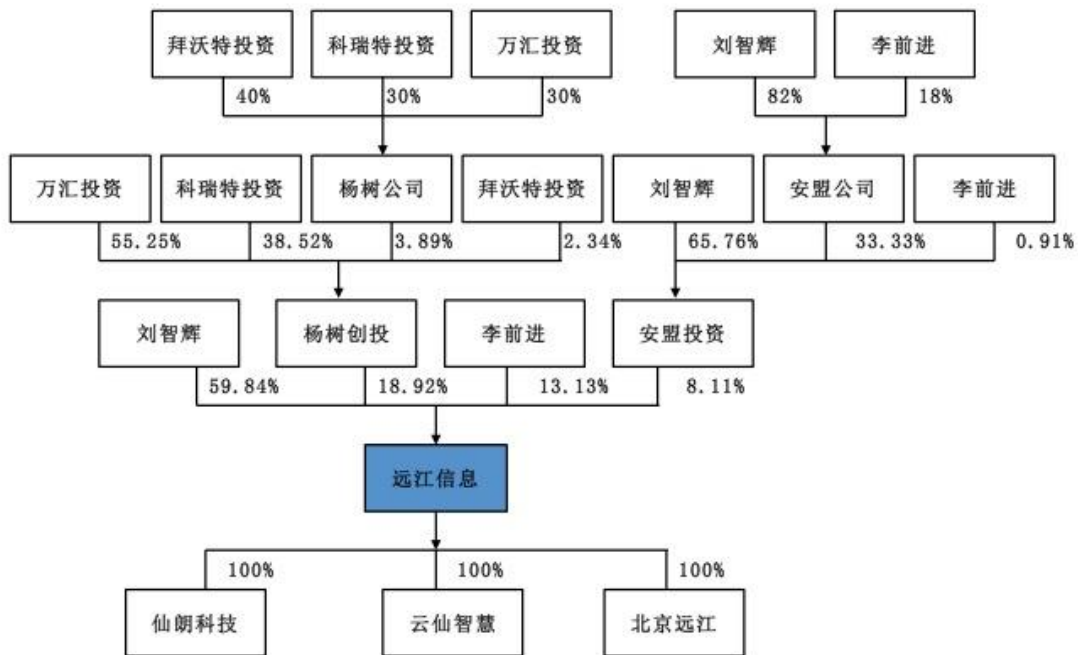 拜沃特投资 科瑞特投资 万汇投资 刘智辉 李前进
40% 30% 30% 82% 18%
万汇投资 科瑞特投资 杨树公司 拜沃特投资 刘智辉 安盟公司 李前进
55.25% 38.52% 3.89% 2.34% 65.76% 33.33% 0.91%
刘智辉 杨树创投 李前进 安盟投资
59.84% 18.92% 13.13% 8.11%
远江信息
100% 100% 100%
仙朗科技 云仙智慧 北京远江